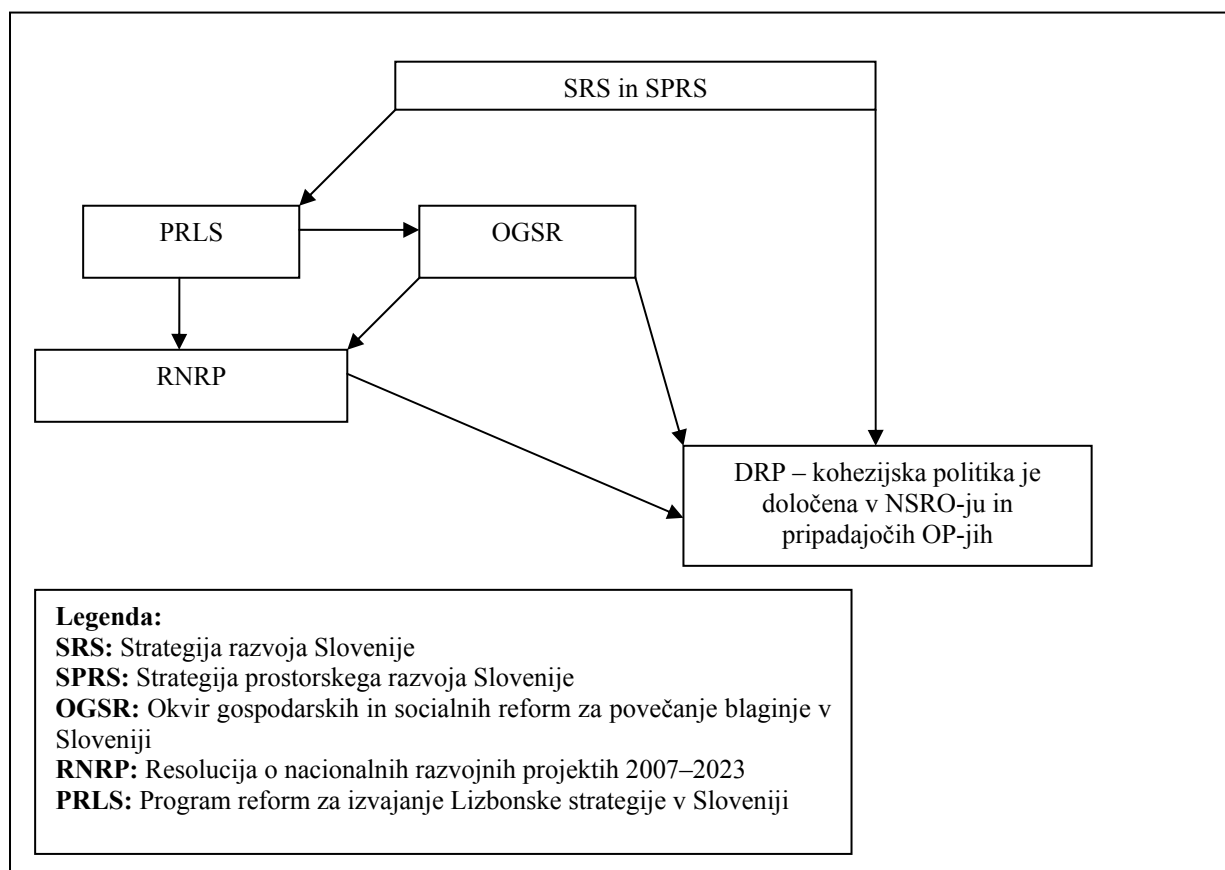 SRS in SPRS
PRLS
OGSR
RNRP
DRP – kohezijska politika je
določena v NSRO-ju in
pripadajočih OP-jih
Legenda:
SRS: Strategija razvoja Slovenije
SPRS: Strategija prostorskega razvoja Slovenije
OGSR: Okvir gospodarskih in socialnih reform za povečanje blaginje v
Sloveniji
RNRP: Resolucija o nacionalnih razvojnih projektih 2007–2023
PRLS: Program reform za izvajanje Lizbonske strategije v Sloveniji